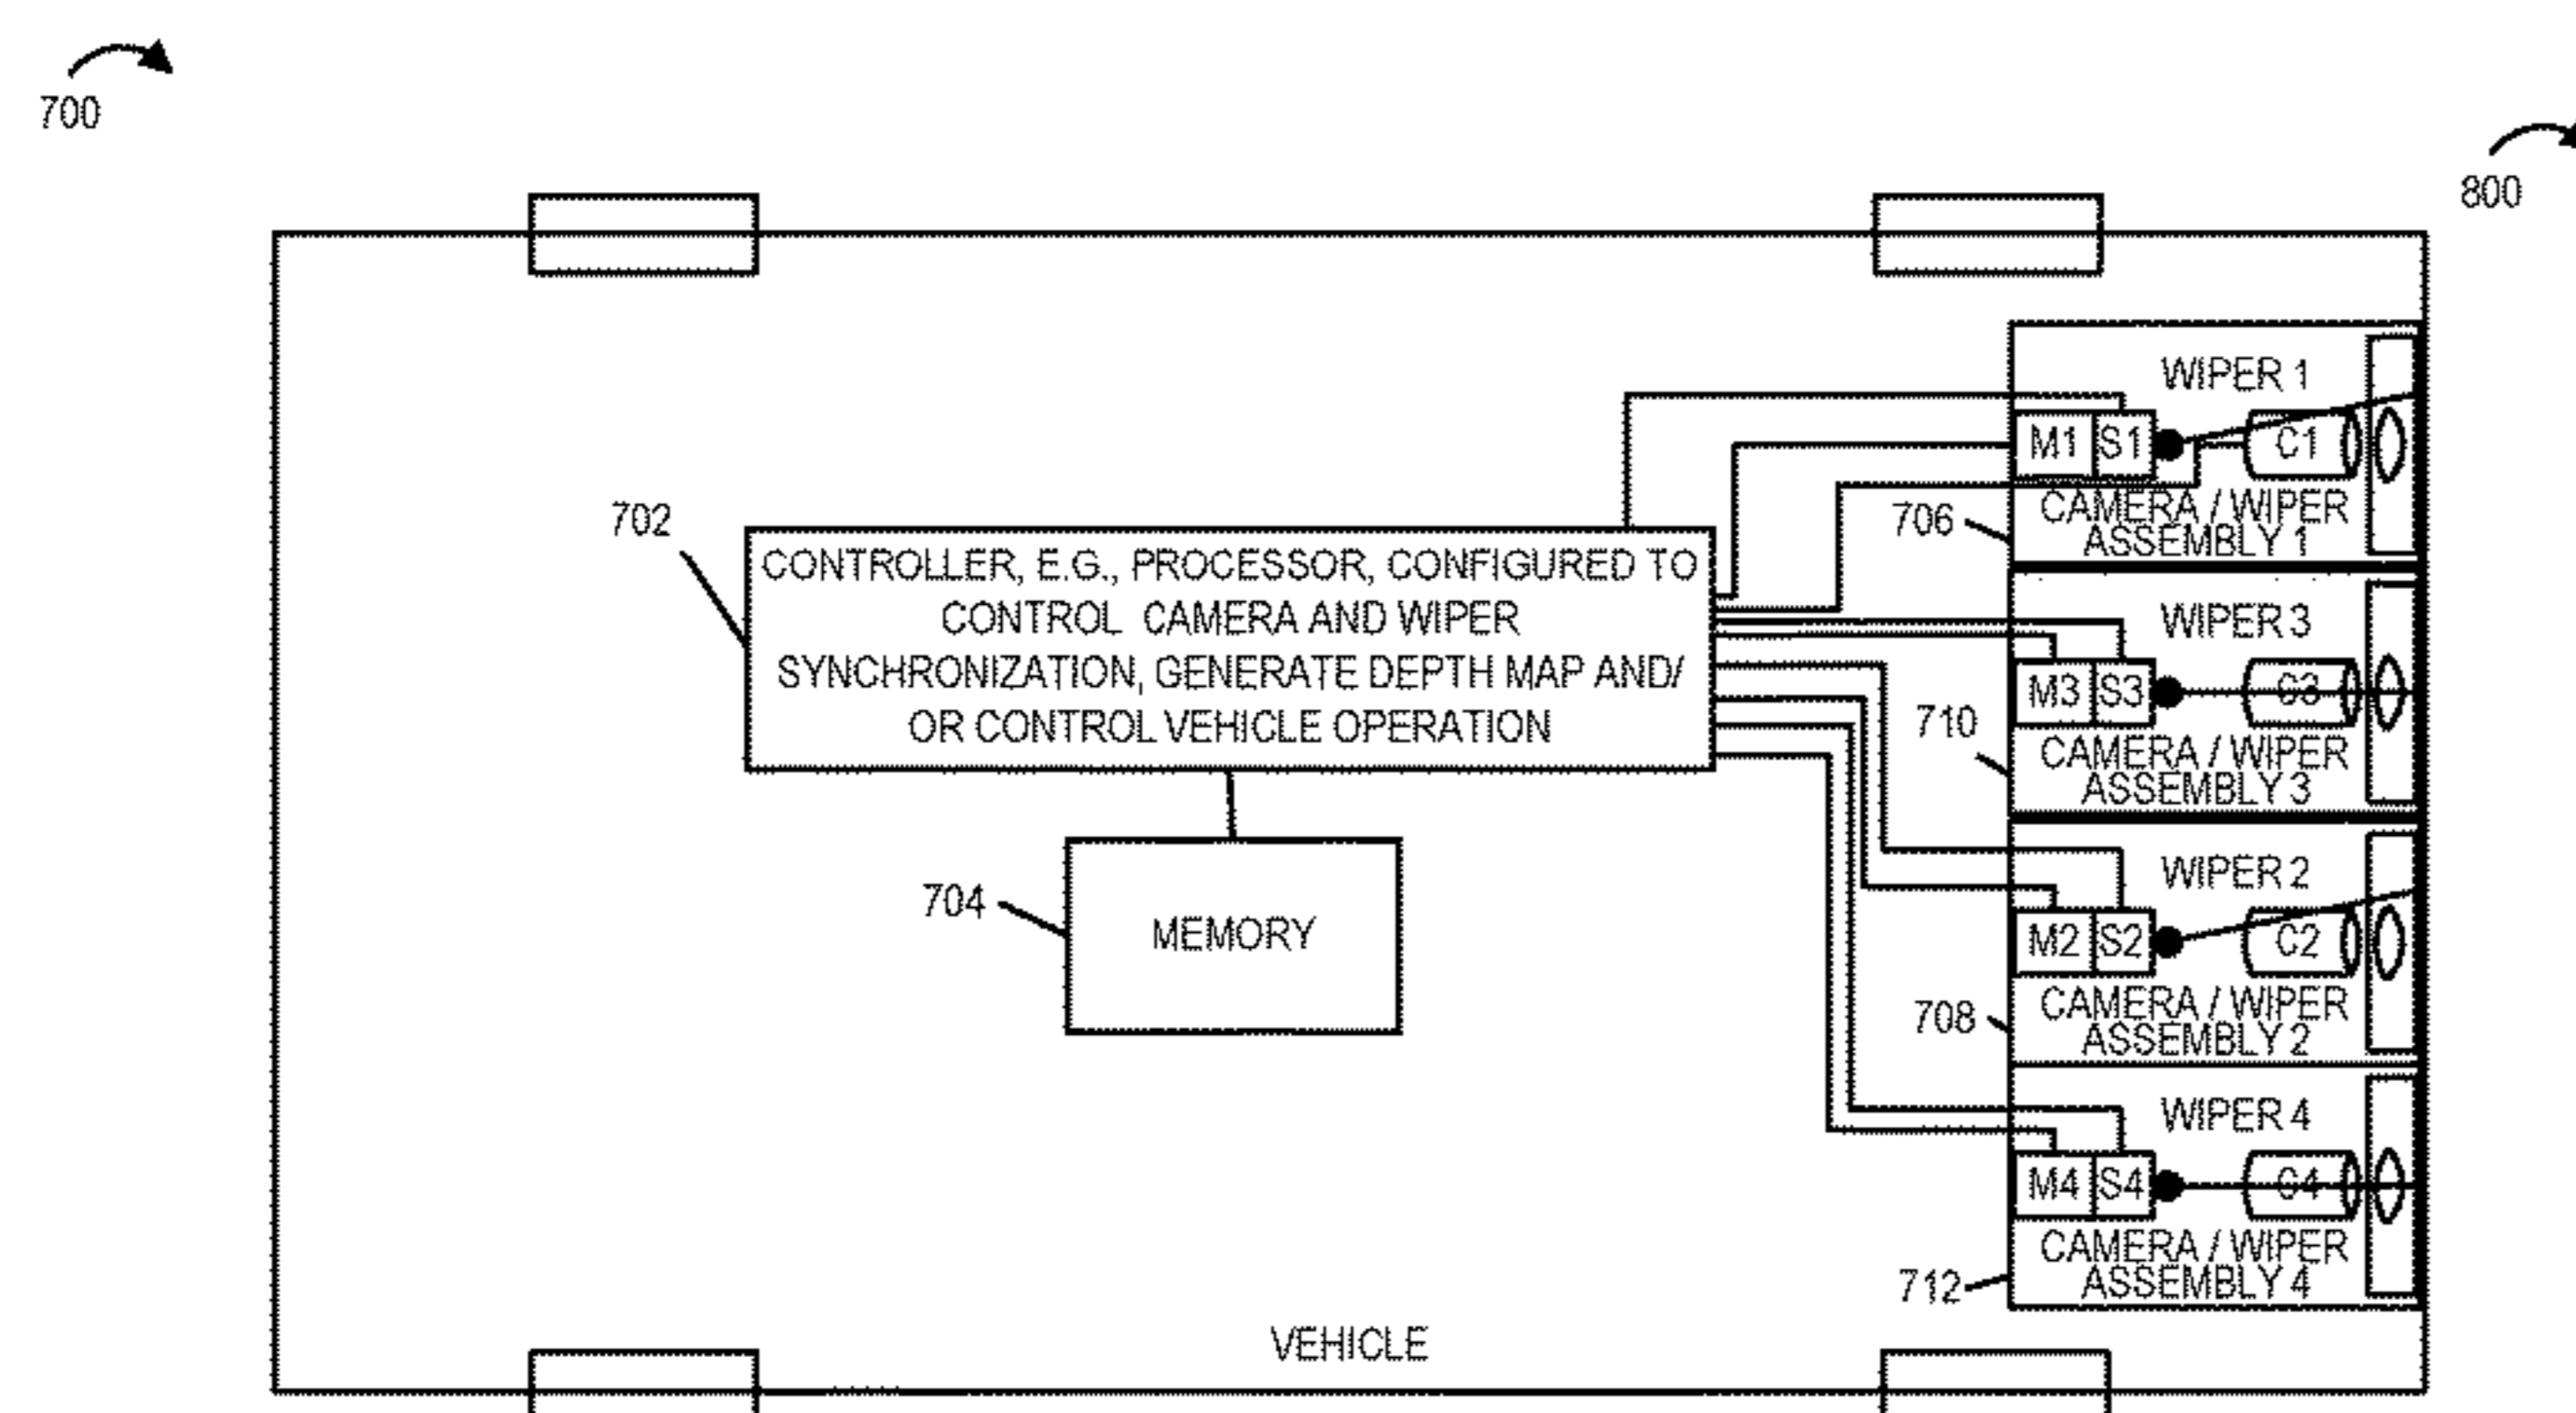 700
800
WIPER 1
M1 S1 C1
706
CAMERA / WIPER
ASSEMBLY 1
702
CONTROLLER, E.G., PROCESSOR, CONFIGURED TO
CONTROL CAMERA AND WIPER
SYNCHRONIZATION, GENERATE DEPTH MAP AND/
OR CONTROL VEHICLE OPERATION
WIPER 3
M3 S3 C3
710
CAMERA / WIPER
ASSEMBLY 3
704
MEMORY
WIPER 2
M2 S2 C2
708
CAMERA / WIPER
ASSEMBLY 2
WIPER 4
M4 S4 C4
712
CAMERA / WIPER
ASSEMBLY 4
VEHICLE